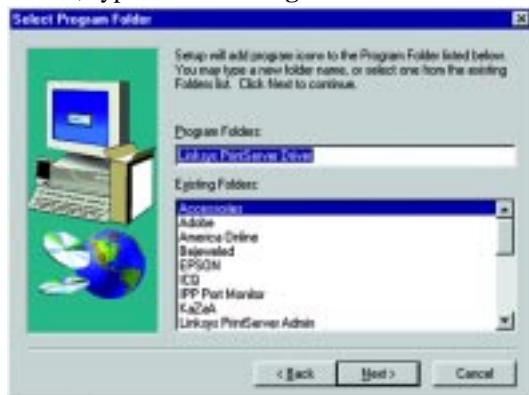 Select Program Folder
Setup will add program icons to the Program Folder listed below.
You may type a new folder name, or select one from the existing
Folders list. Click Next to continue.
Program Folders:
Linksys PrintServer Driver
Existing Folders:
Accessories
Adobe
America Online
Bejeweled
EPSON
ICQ
IPP Port Monitor
KaZaA
Linksys PrintServer Admin
< Back
Next >
Cancel